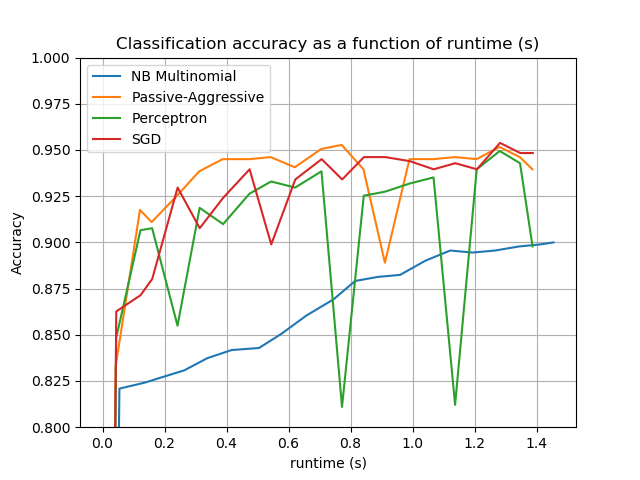 Classification accuracy as a function of runtime (s)
NB Multinomial
Passive-Aggressive
Perceptron
SGD
Accuracy
1.000
0.975
0.950
0.925
0.900
0.875
0.850
0.825
0.800
0.0 0.2 0.4 0.6 0.8 1.0 1.2 1.4
runtime (s)